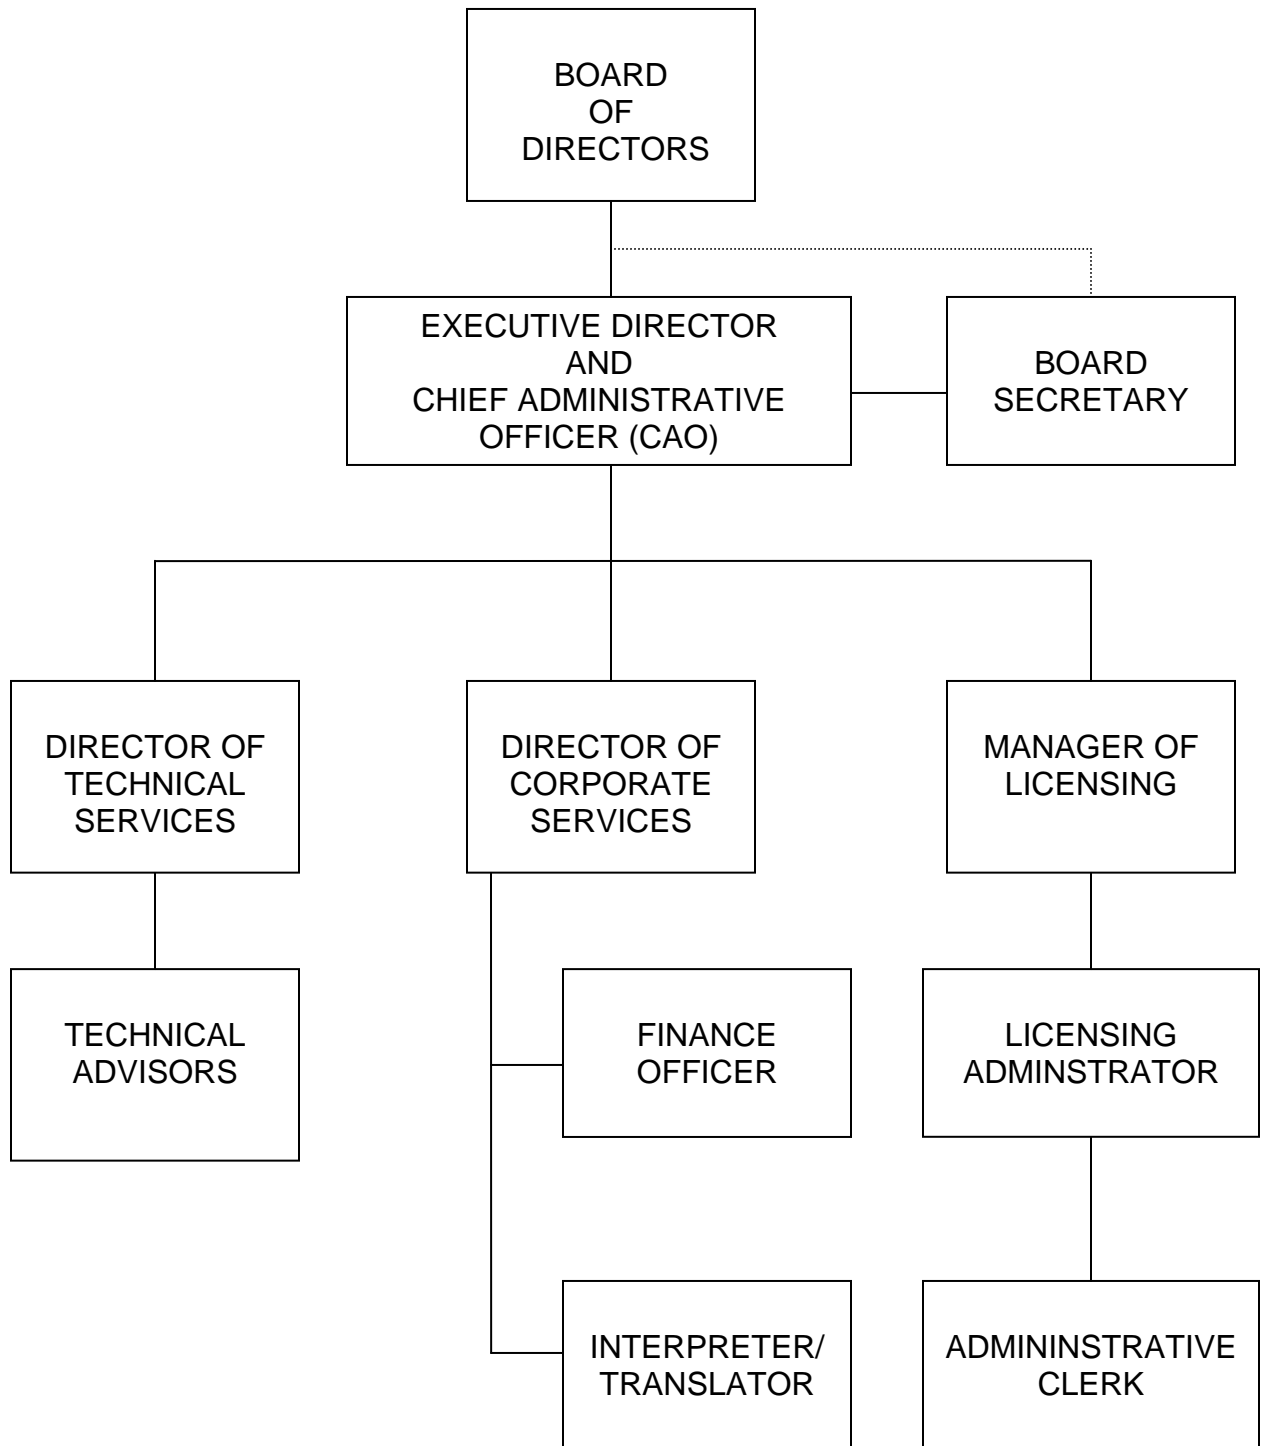 BOARD
OF
DIRECTORS
EXECUTIVE DIRECTOR
AND
CHIEF ADMINISTRATIVE
OFFICER (CAO)
BOARD
SECRETARY
DIRECTOR OF
TECHNICAL
SERVICES
DIRECTOR OF
CORPORATE
SERVICES
MANAGER OF
LICENSING
TECHNICAL
ADVISORS
FINANCE
OFFICER
LICENSING
ADMINSTRATOR
INTERPRETER/
TRANSLATOR
ADMININSTRATIVE
CLERK